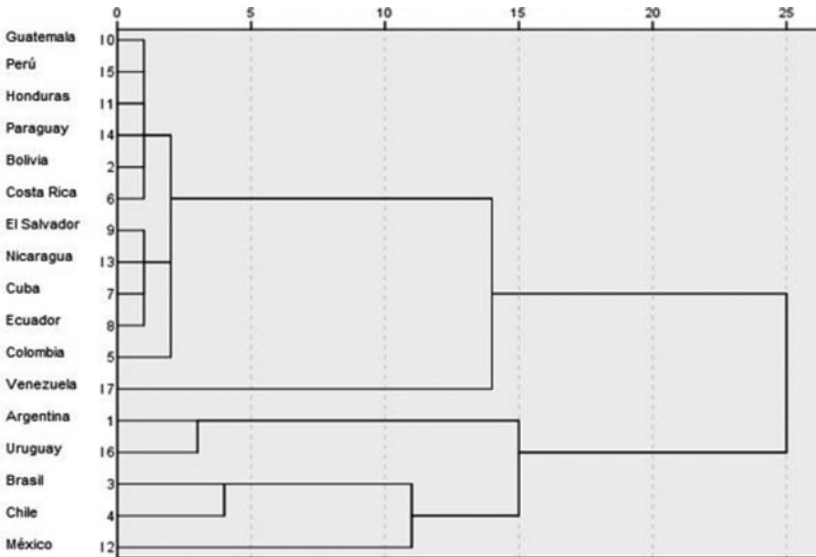 0 5 10 15 20 25
Guatemala 10
Perú 15
Honduras 11
Paraguay 14
Bolivia 2
Costa Rica 6
El Salvador 9
Nicaragua 13
Cuba 7
Ecuador 8
Colombia 5
Venezuela 17
Argentina 1
Uruguay 16
Brasil 3
Chile 4
México 12